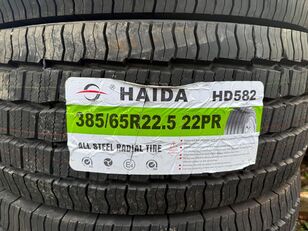 HAIDA HD582
385/65R22.5 22PR
ALL STEEL RADIAL TIRE